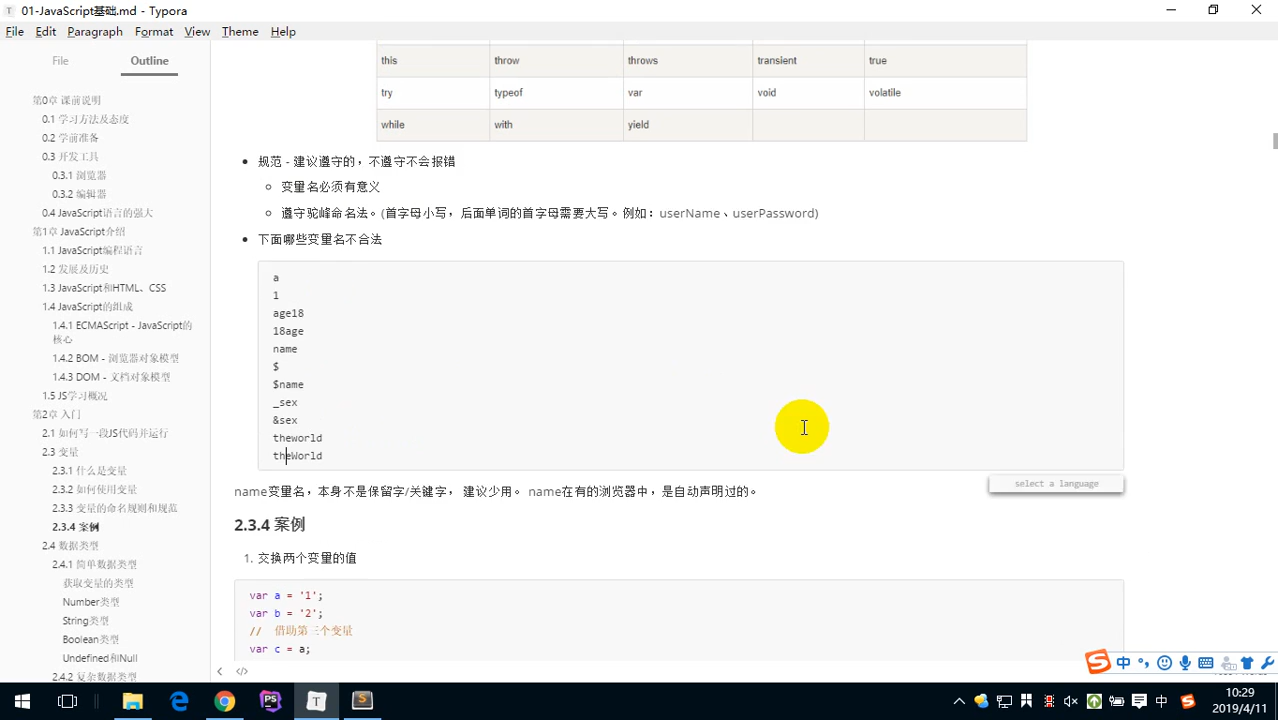 01-JavaScript基础.md - Typora
File Edit Paragraph Format View Theme Help
File Outline
第0章 课前说明
0.1 学习方法及态度
0.2 学前准备
0.3 开发工具
0.3.1 浏览器
0.3.2 编辑器
0.4 JavaScript语言的强大
第1章 JavaScript介绍
1.1 JavaScript编程语言
1.2 发展及历史
1.3 JavaScript和HTML、CSS
1.4 JavaScript的组成
1.4.1 ECMAScript - JavaScript的
核心
1.4.2 BOM - 浏览器对象模型
1.4.3 DOM - 文档对象模型
1.5 JS学习概况
第2章 入门
2.1 如何写一段JS代码并运行
2.3 变量
2.3.1 什么是变量
2.3.2 如何使用变量
2.3.3 变量的命名规则和规范
2.3.4 案例
2.4 数据类型
2.4.1 简单数据类型
获取变量的类型
Number类型
String类型
Boolean类型
Undefined和Null
2.4.2 复杂数据类型
this throw throws transient true
try typeof var void volatile
while with yield
规范 - 建议遵守的，不遵守不会报错
变量名必须有意义
遵守驼峰命名法。(首字母小写，后面单词的首字母需要大写。例如：userName、userPassword)
下面哪些变量名不合法
a
1
age18
18age
name
$
$name
_sex
&sex
theworld
theWorld
select a language
name变量名，本身不是保留字/关键字， 建议少用。 name在有的浏览器中，是自动声明过的。
2.3.4 案例
1. 交换两个变量的值
var a = '1';
var b = '2';
// 借助第三个变量
var c = a;
中
中
10:29
2019/4/11